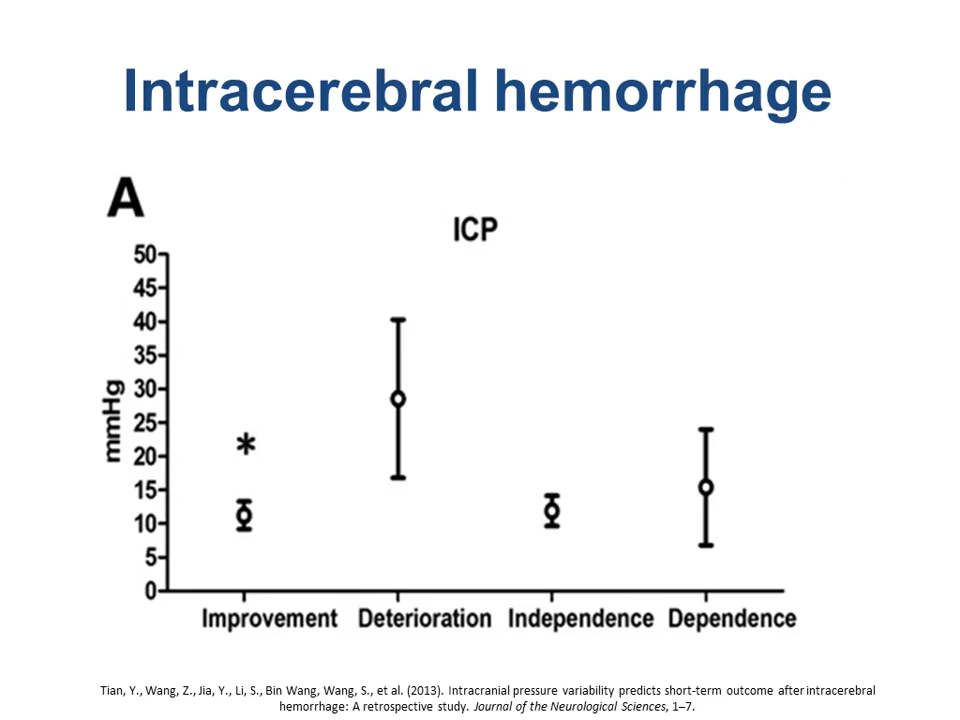 Intracerebral hemorrhage
A
ICP
50
45
40
35
30
25
20
15
10
5
0
mmHg
*
Improvement Deterioration Independence Dependence
Tian, Y., Wang, Z., Jia, Y., Li, S., Bin Wang, Wang, S., et al. (2013). Intracranial pressure variability predicts short-term outcome after intracerebral
hemorrhage: A retrospective study. Journal of the Neurological Sciences, 1–7.